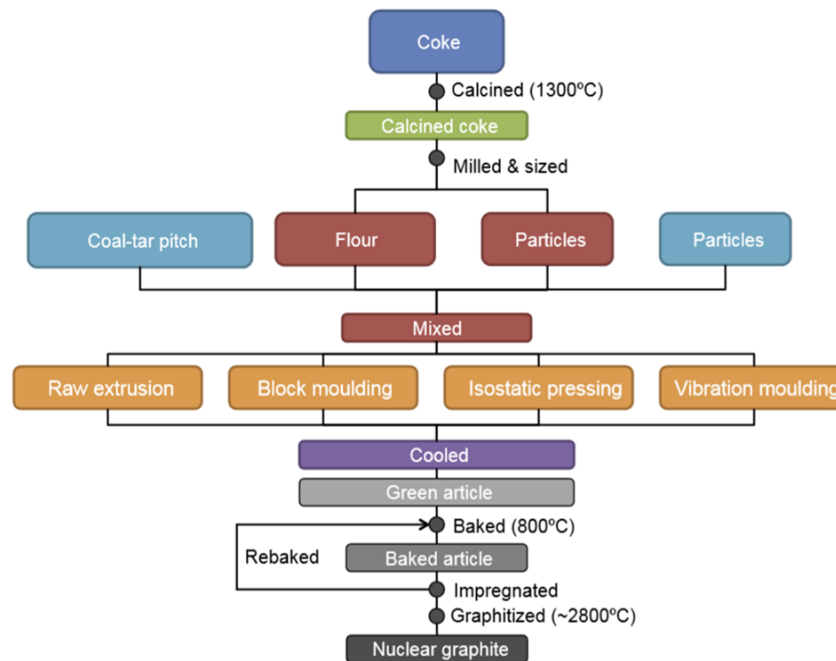 Coke
Calcined (1300ºC)
Calcined coke
Milled & sized
Coal-tar pitch
Flour
Particles
Particles
Mixed
Raw extrusion
Block moulding
Isostatic pressing
Vibration moulding
Cooled
Green article
Baked (800ºC)
Rebaked
Baked article
Impregnated
Graphitized (~2800ºC)
Nuclear graphite